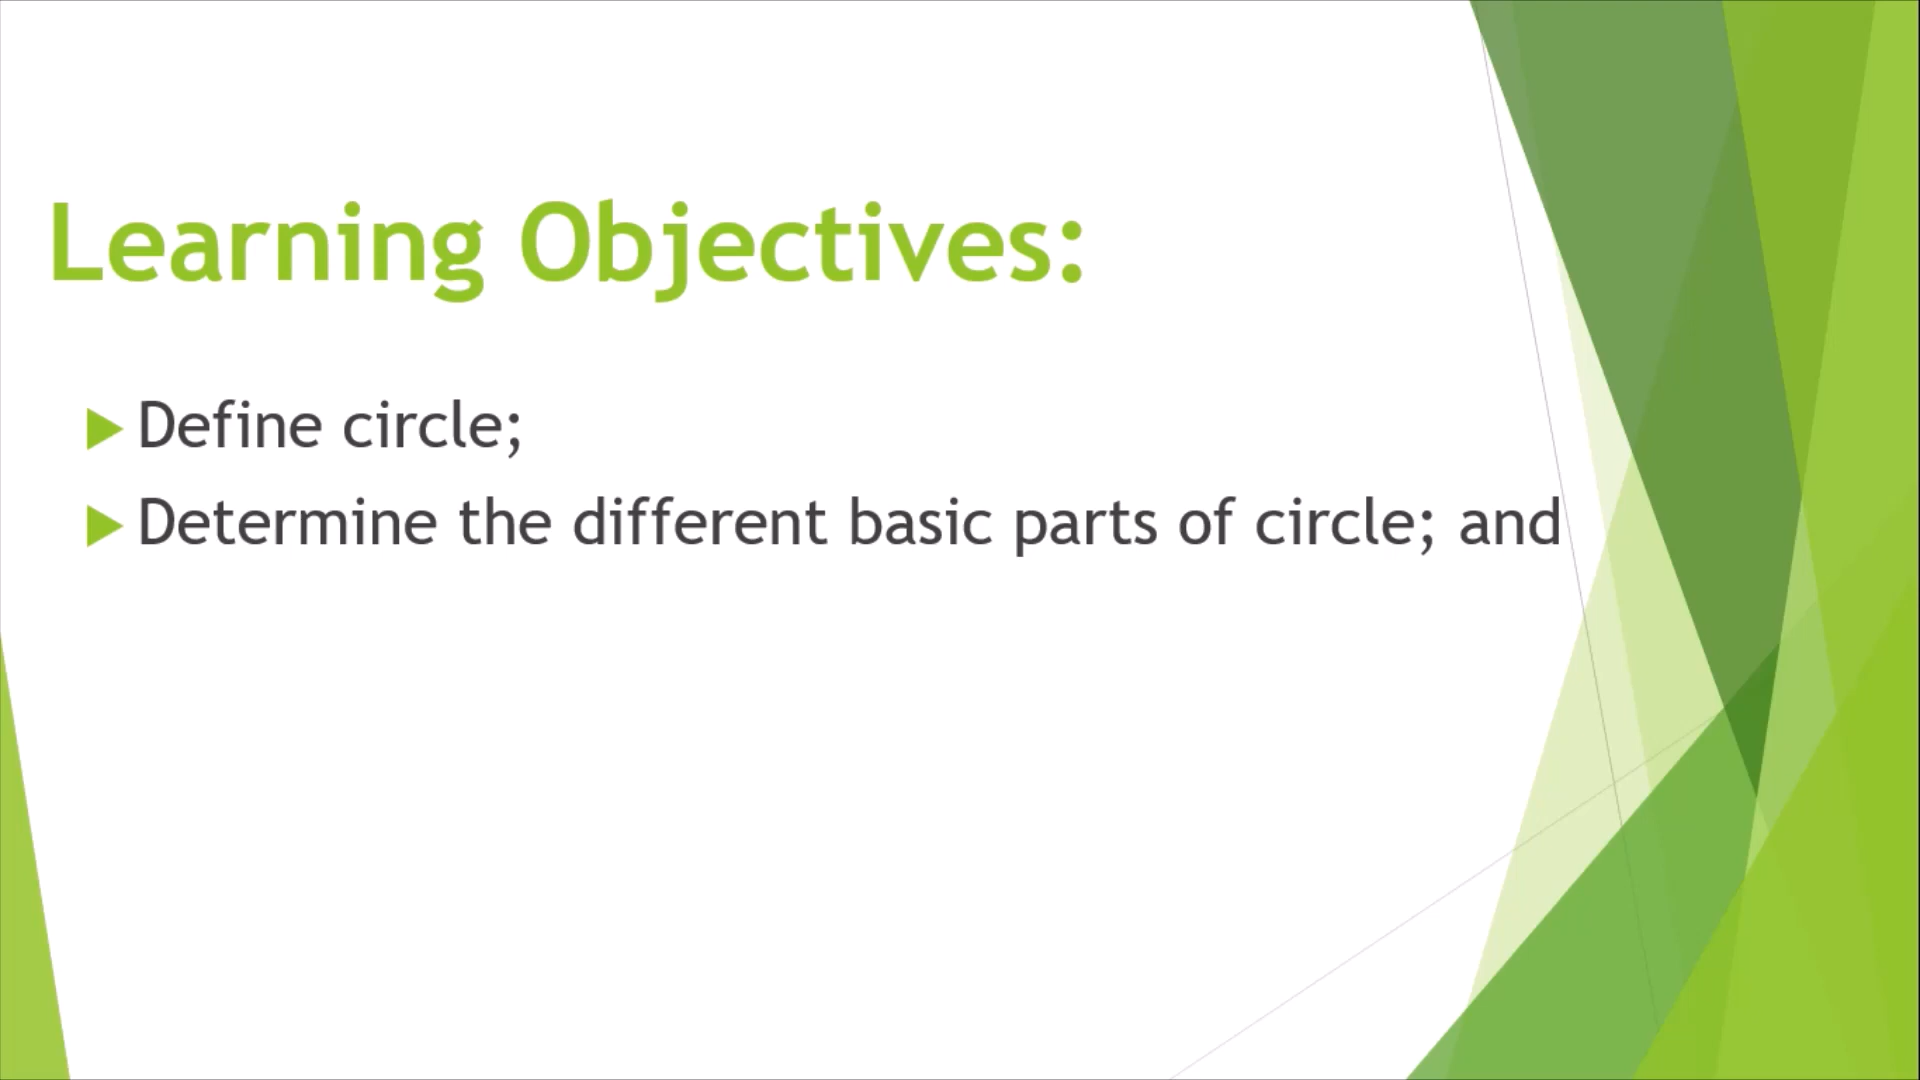 Learning Objectives:
Define circle;
Determine the different basic parts of circle; and